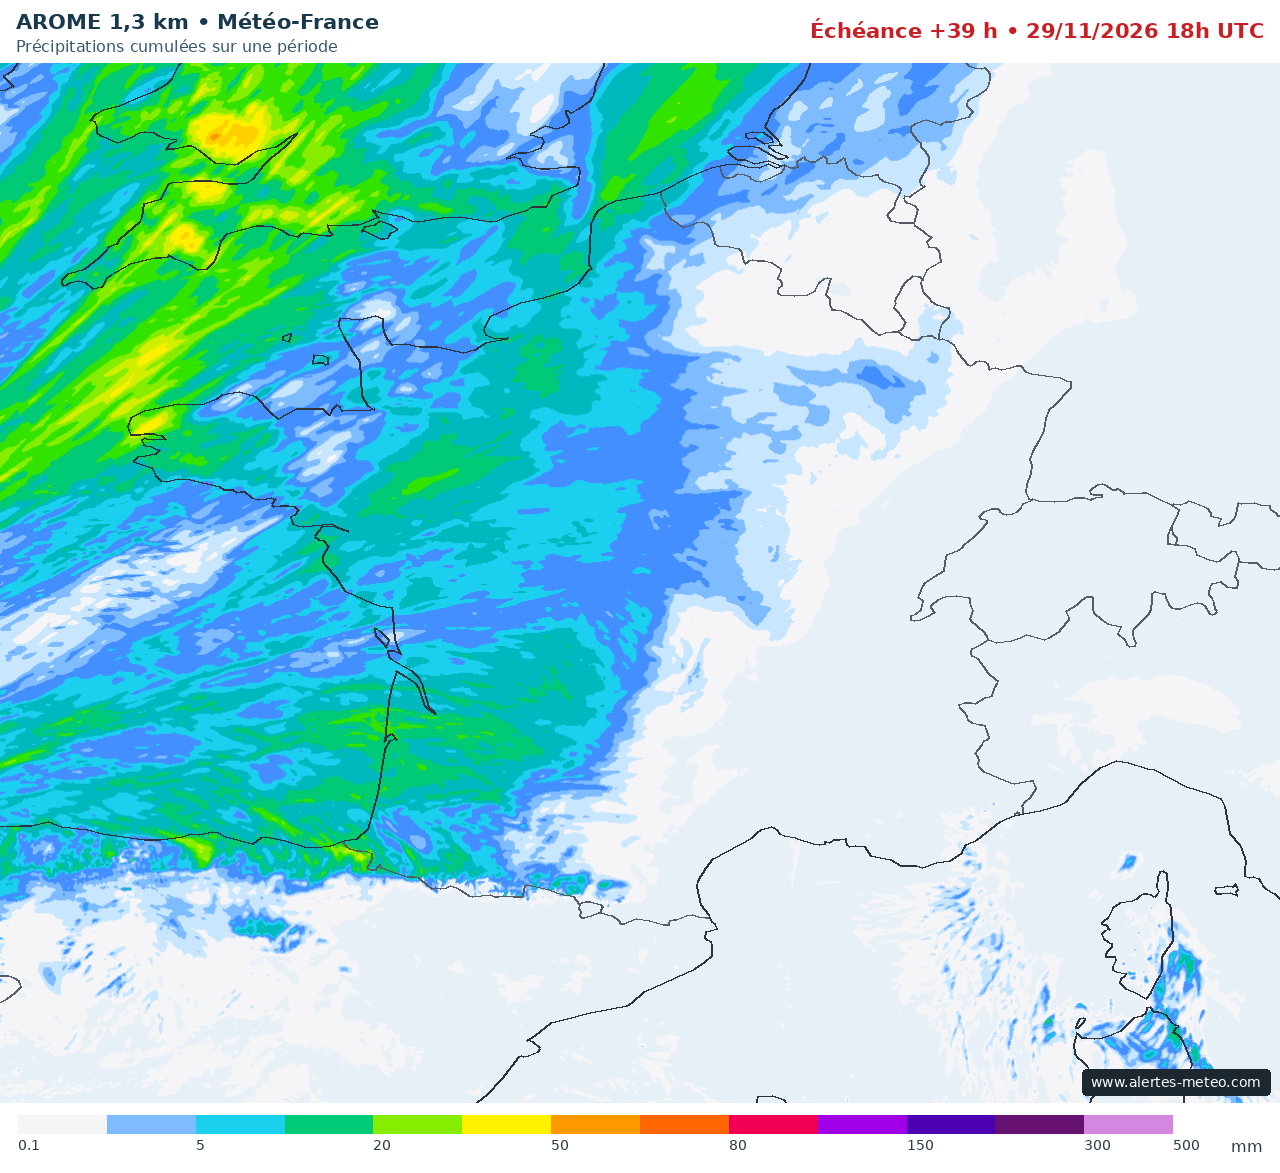 AROME 1,3 km • Météo-France
Précipitations cumulées sur une période
Échéance +39 h • 29/11/2026 18h UTC
www.alertes-meteo.com
0.1 5 20 50 80 150 300 500 mm